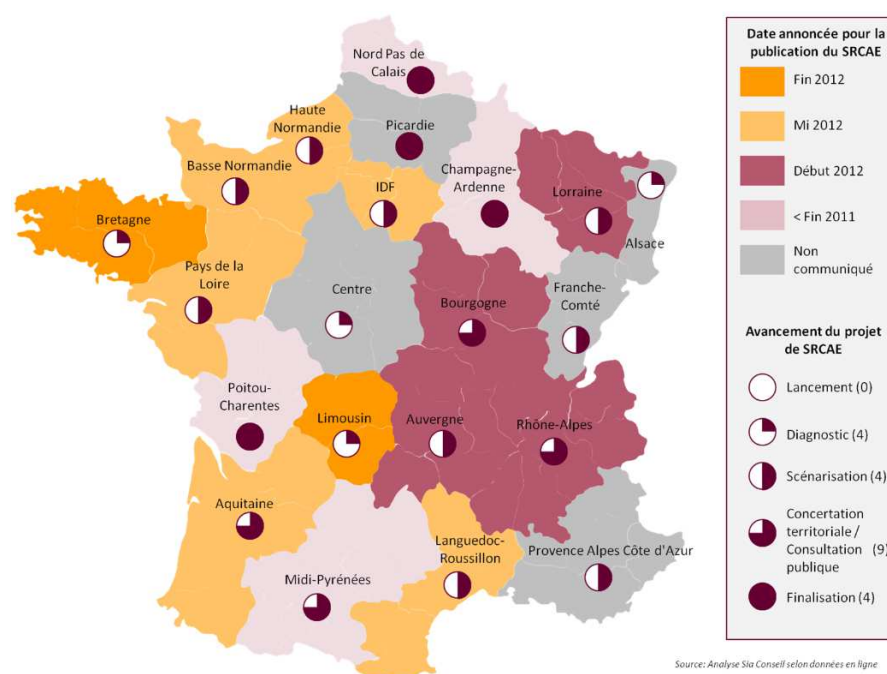 Nord Pas de
Calais
Haute
Normandie
Picardie
Basse Normandie
IDF
Champagne-
Ardenne
Lorraine
Alsace
Bretagne
Pays de la
Loire
Centre
Bourgogne
Franche-
Comté
Poitou-
Charentes
Limousin
Auvergne
Rhône-Alpes
Aquitaine
Languedoc-
Roussillon
Provence Alpes Côte d'Azur
Midi-Pyrénées
Date annoncée pour la
publication du SRCAE
Fin 2012
Mi 2012
Début 2012
< Fin 2011
Non
communiqué
Avancement du projet
de SRCAE
Lancement (0)
Diagnostic (4)
Scénarisation (4)
Concertation
territoriale /
Consultation (9)
publique
Finalisation (4)
Source: Analyse Sia Conseil selon données en ligne